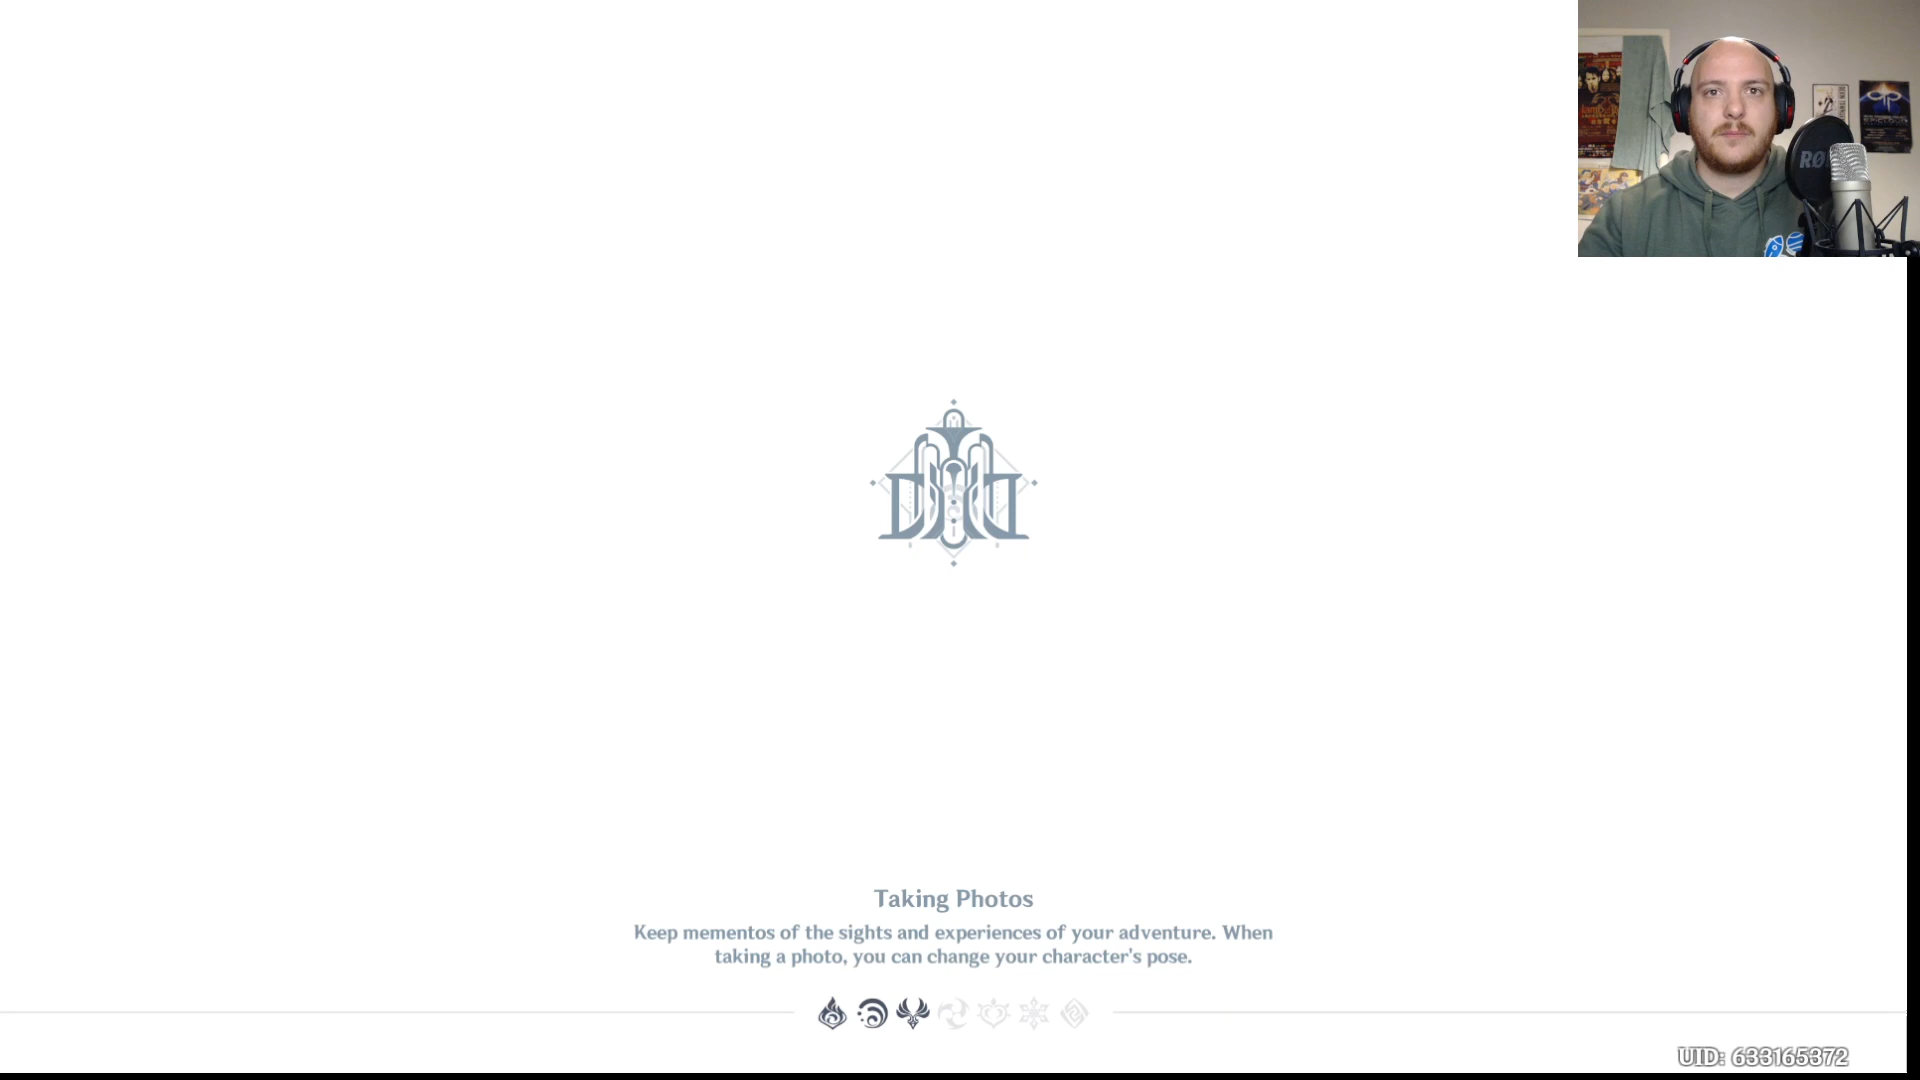 RØ
Taking Photos
Keep mementos of the sights and experiences of your adventure. When
taking a photo, you can change your character's pose.
UID: 633165372